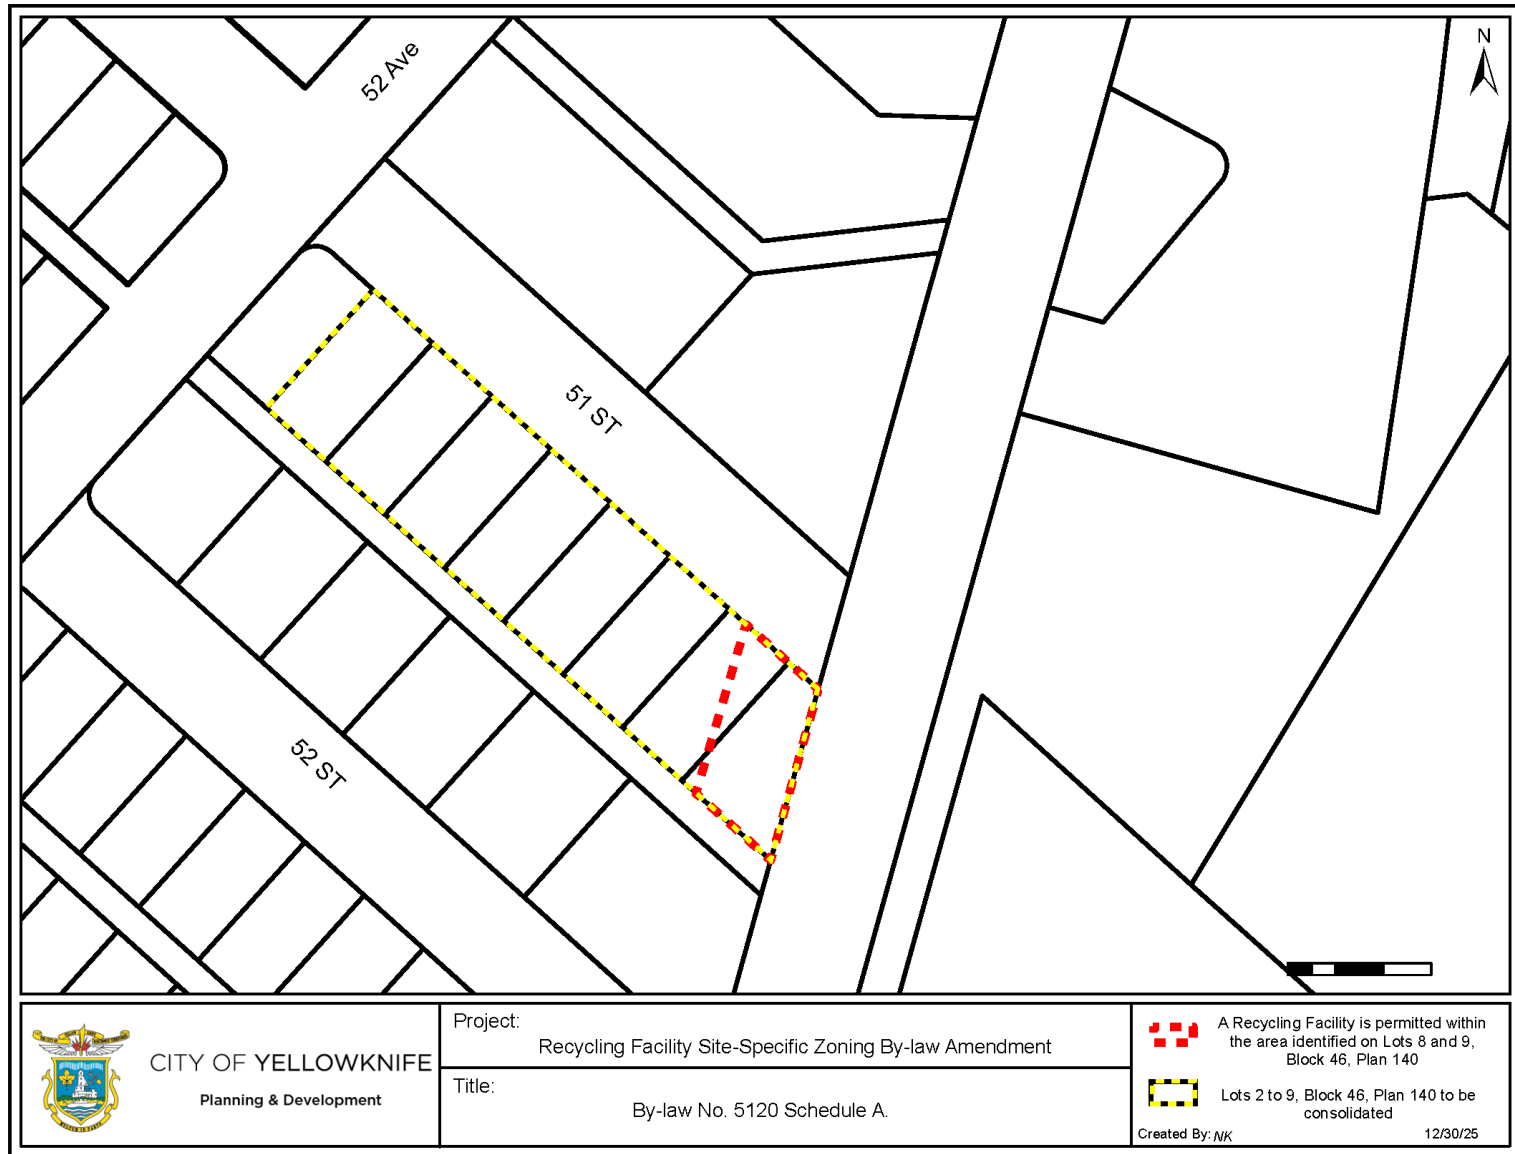 52 Ave
N
51 ST
52 ST
CITY OF YELLOWKNIFE
Planning & Development
Project:
Recycling Facility Site-Specific Zoning By-law Amendment
Title:
By-law No. 5120 Schedule A.
A Recycling Facility is permitted within
the area identified on Lots 8 and 9,
Block 46, Plan 140
Lots 2 to 9, Block 46, Plan 140 to be
consolidated
Created By: NK
12/30/25